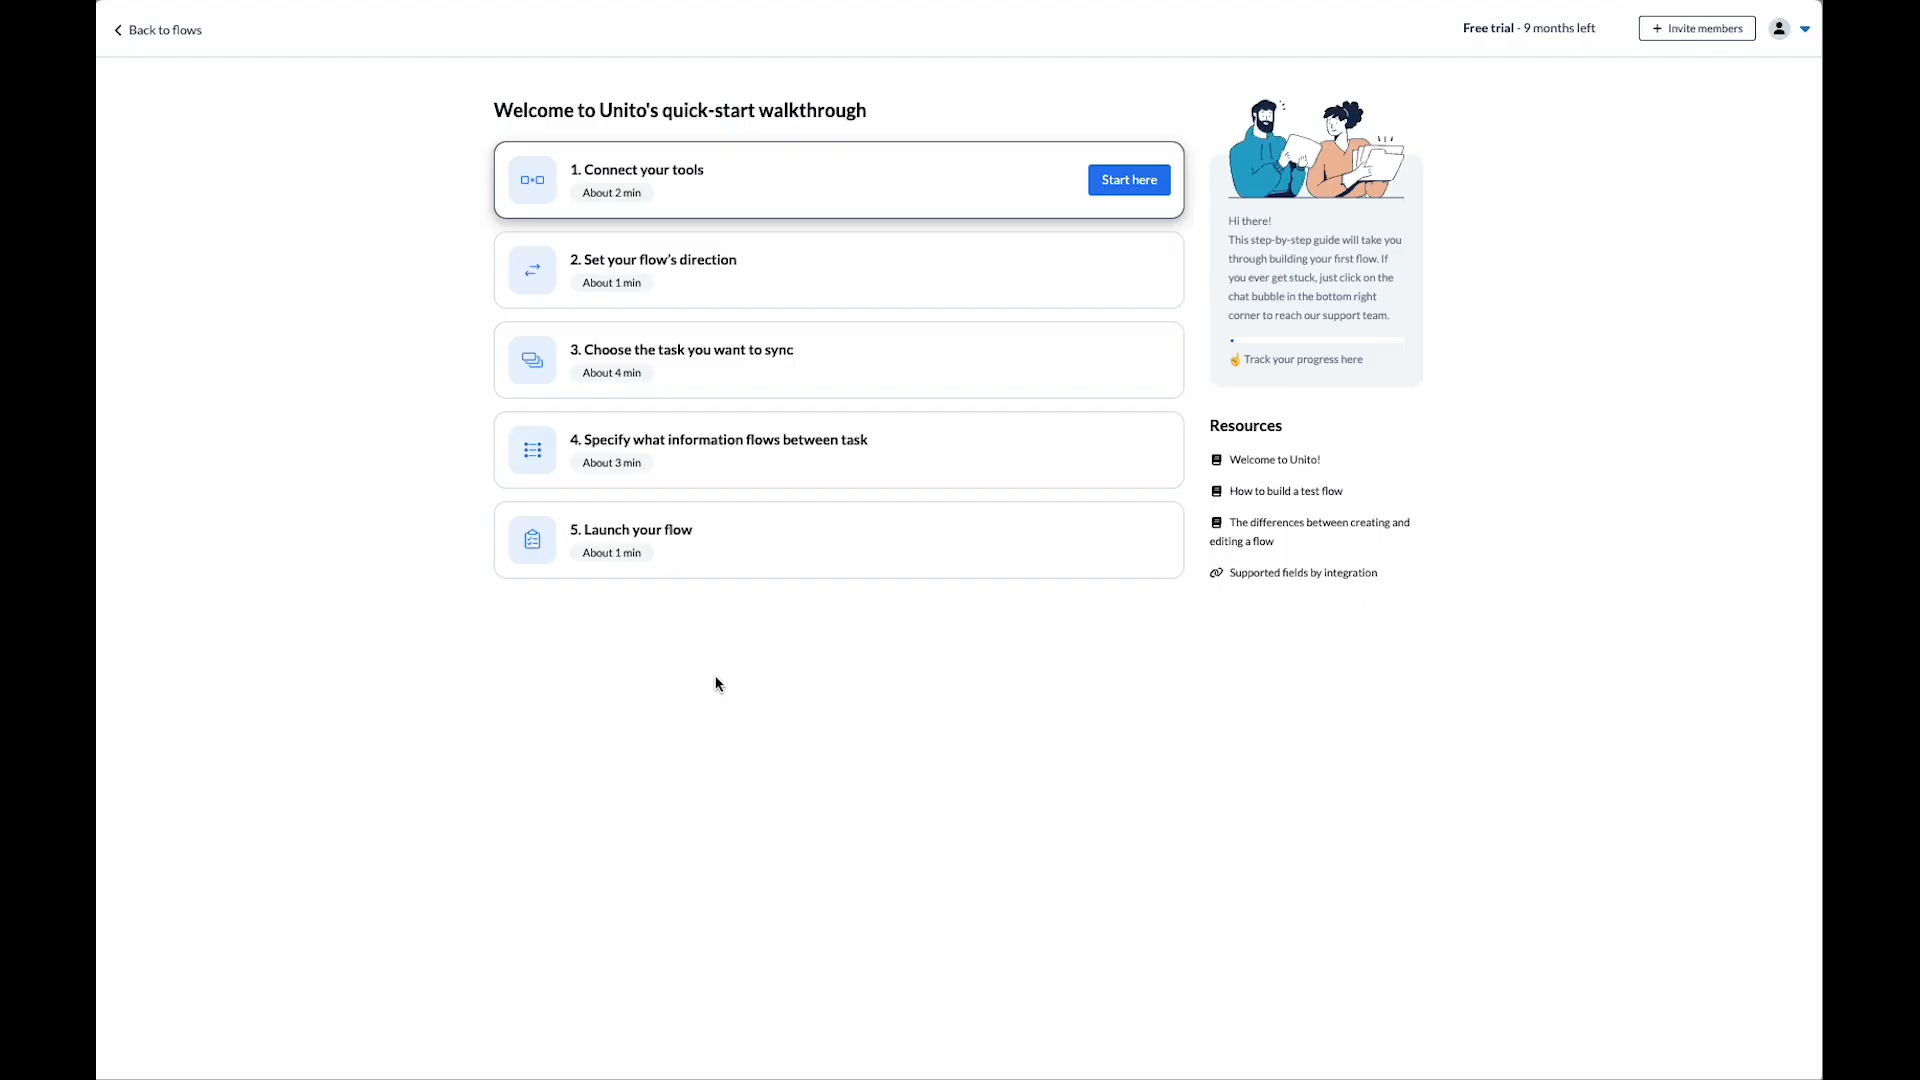 Back to flows
Free trial - 9 months left
+ Invite members
Welcome to Unito's quick-start walkthrough
1. Connect your tools
About 2 min
Start here
2. Set your flow’s direction
About 1 min
3. Choose the task you want to sync
About 4 min
4. Specify what information flows between task
About 3 min
5. Launch your flow
About 1 min
Hi there!
This step-by-step guide will take you
through building your first flow. If
you ever get stuck, just click on the
chat bubble in the bottom right
corner to reach our support team.
☝️ Track your progress here
Resources
Welcome to Unito!
How to build a test flow
The differences between creating and
editing a flow
Supported fields by integration